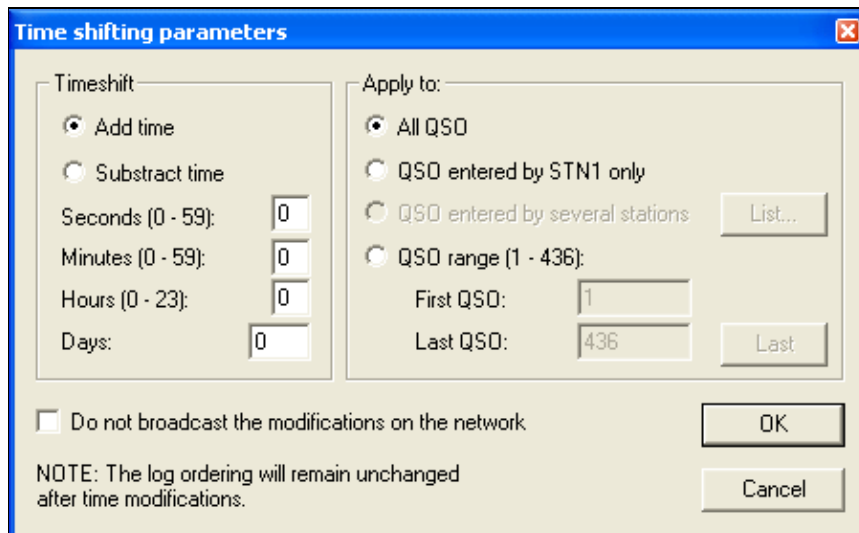 Time shifting parameters
Timeshift
Add time
Substract time
Seconds (0 - 59): 0
Minutes (0 - 59): 0
Hours (0 - 23): 0
Days: 0
Apply to:
All QSO
QSO entered by STN1 only
QSO entered by several stations List...
QSO range (1 - 436):
First QSO: 1
Last QSO: 436 Last
Do not broadcast the modifications on the network
OK
NOTE: The log ordering will remain unchanged
after time modifications.
Cancel